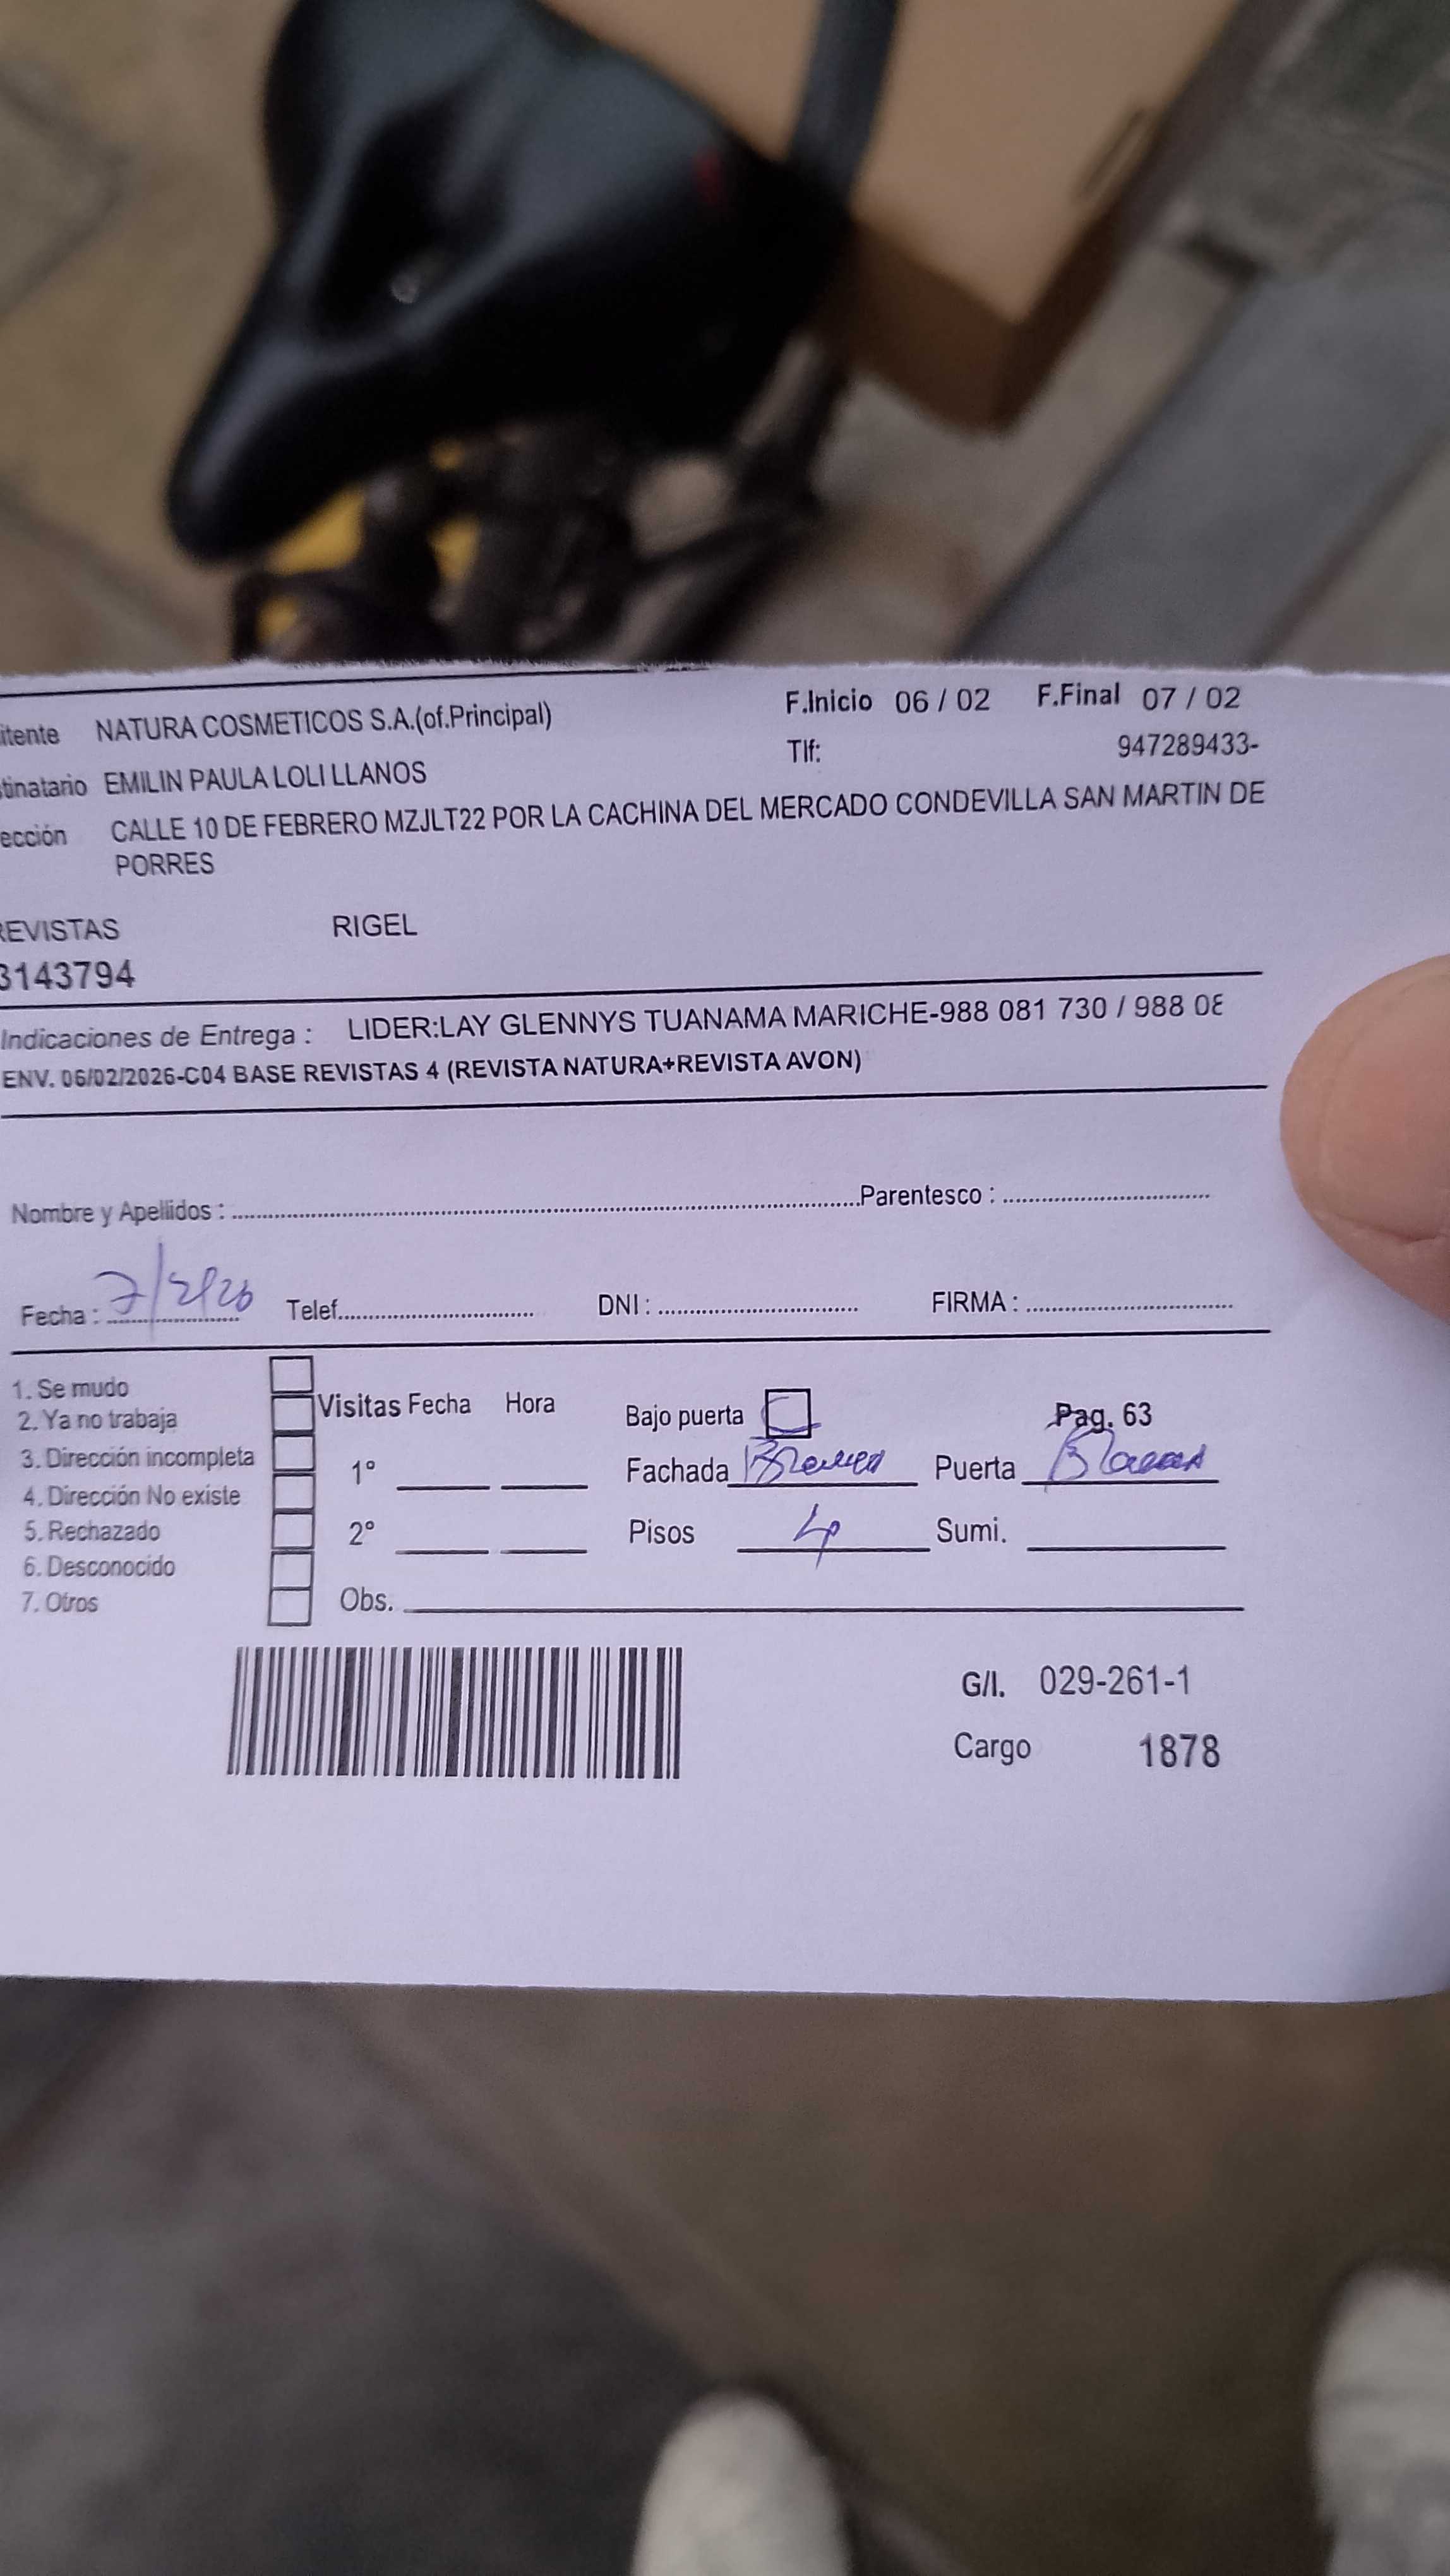 itente NATURA COSMETICOS S.A.(of.Principal) F.Inicio 06 / 02 F.Final 07 / 02
Tlf: 947289433-
tinatario EMILIN PAULA LOLI LLANOS
ección CALLE 10 DE FEBRERO MZJLT22 POR LA CACHINA DEL MERCADO CONDEVILLA SAN MARTIN DE
PORRES
REVISTAS RIGEL
3143794
Indicaciones de Entrega : LIDER:LAY GLENNYS TUANAMA MARICHE-988 081 730 / 988 08
ENV. 06/02/2026-C04 BASE REVISTAS 4 (REVISTA NATURA+REVISTA AVON)
Nombre y Apellidos : Parentesco :
Fecha : 7/2/26 Telef. DNI : FIRMA :
1. Se mudo
2. Ya no trabaja
3. Dirección incompleta
4. Dirección No existe
5. Rechazado
6. Desconocido
7. Otros
Visitas Fecha Hora
1°
2°
Obs.
Bajo puerta Pag. 63
Fachada Puerta
Pisos 4 Sumi.
G/I. 029-261-1
Cargo 1878